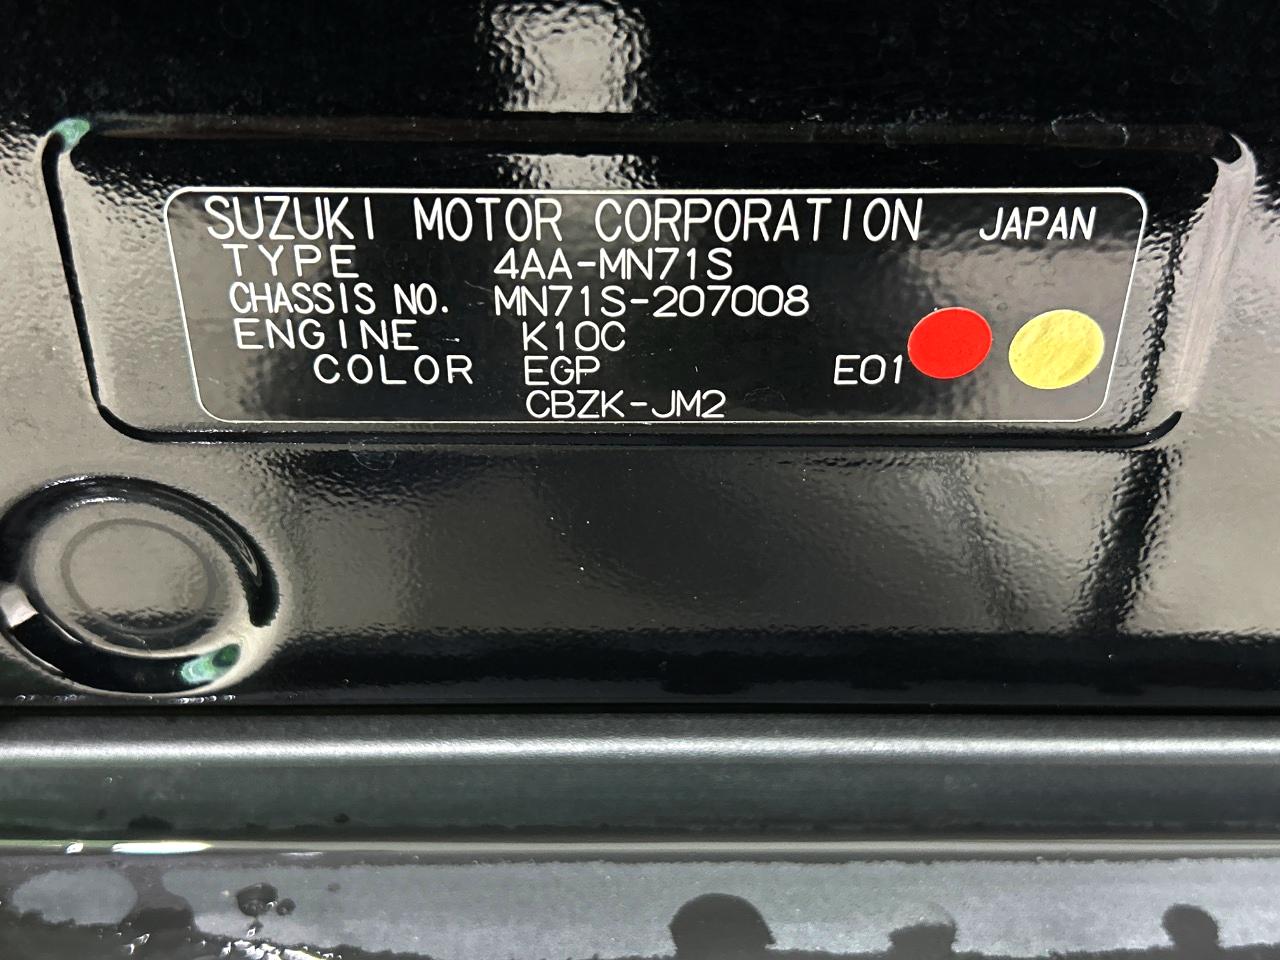 SUZUKI MOTOR CORPORATION JAPAN
TYPE 4AA-MN71S
CHASSIS NO. MN71S-207008
ENGINE K10C
COLOR EGP E01
CBZK-JM2